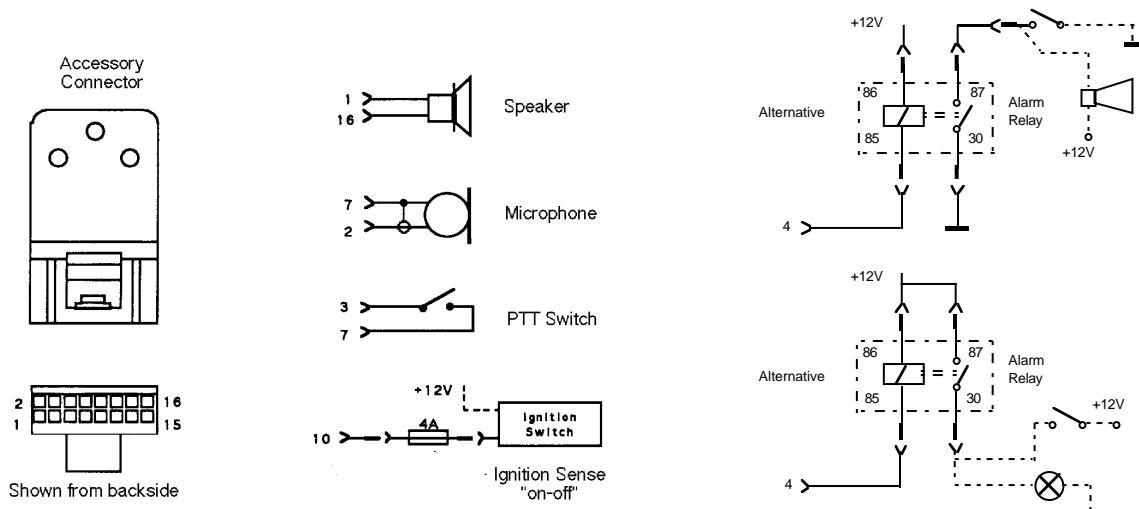 Accessory
Connector
2 16
1 15
Shown from backside
1
16
Speaker
7
2
Microphone
3
7
PTT Switch
+12V
10
4A
Ignition
Switch
Ignition Sense
"on-off"
+12V
86 87
Alternative
Alarm
Relay
85 30
+12V
4
+12V
86 87
Alternative
Alarm
Relay
85 30
+12V
4